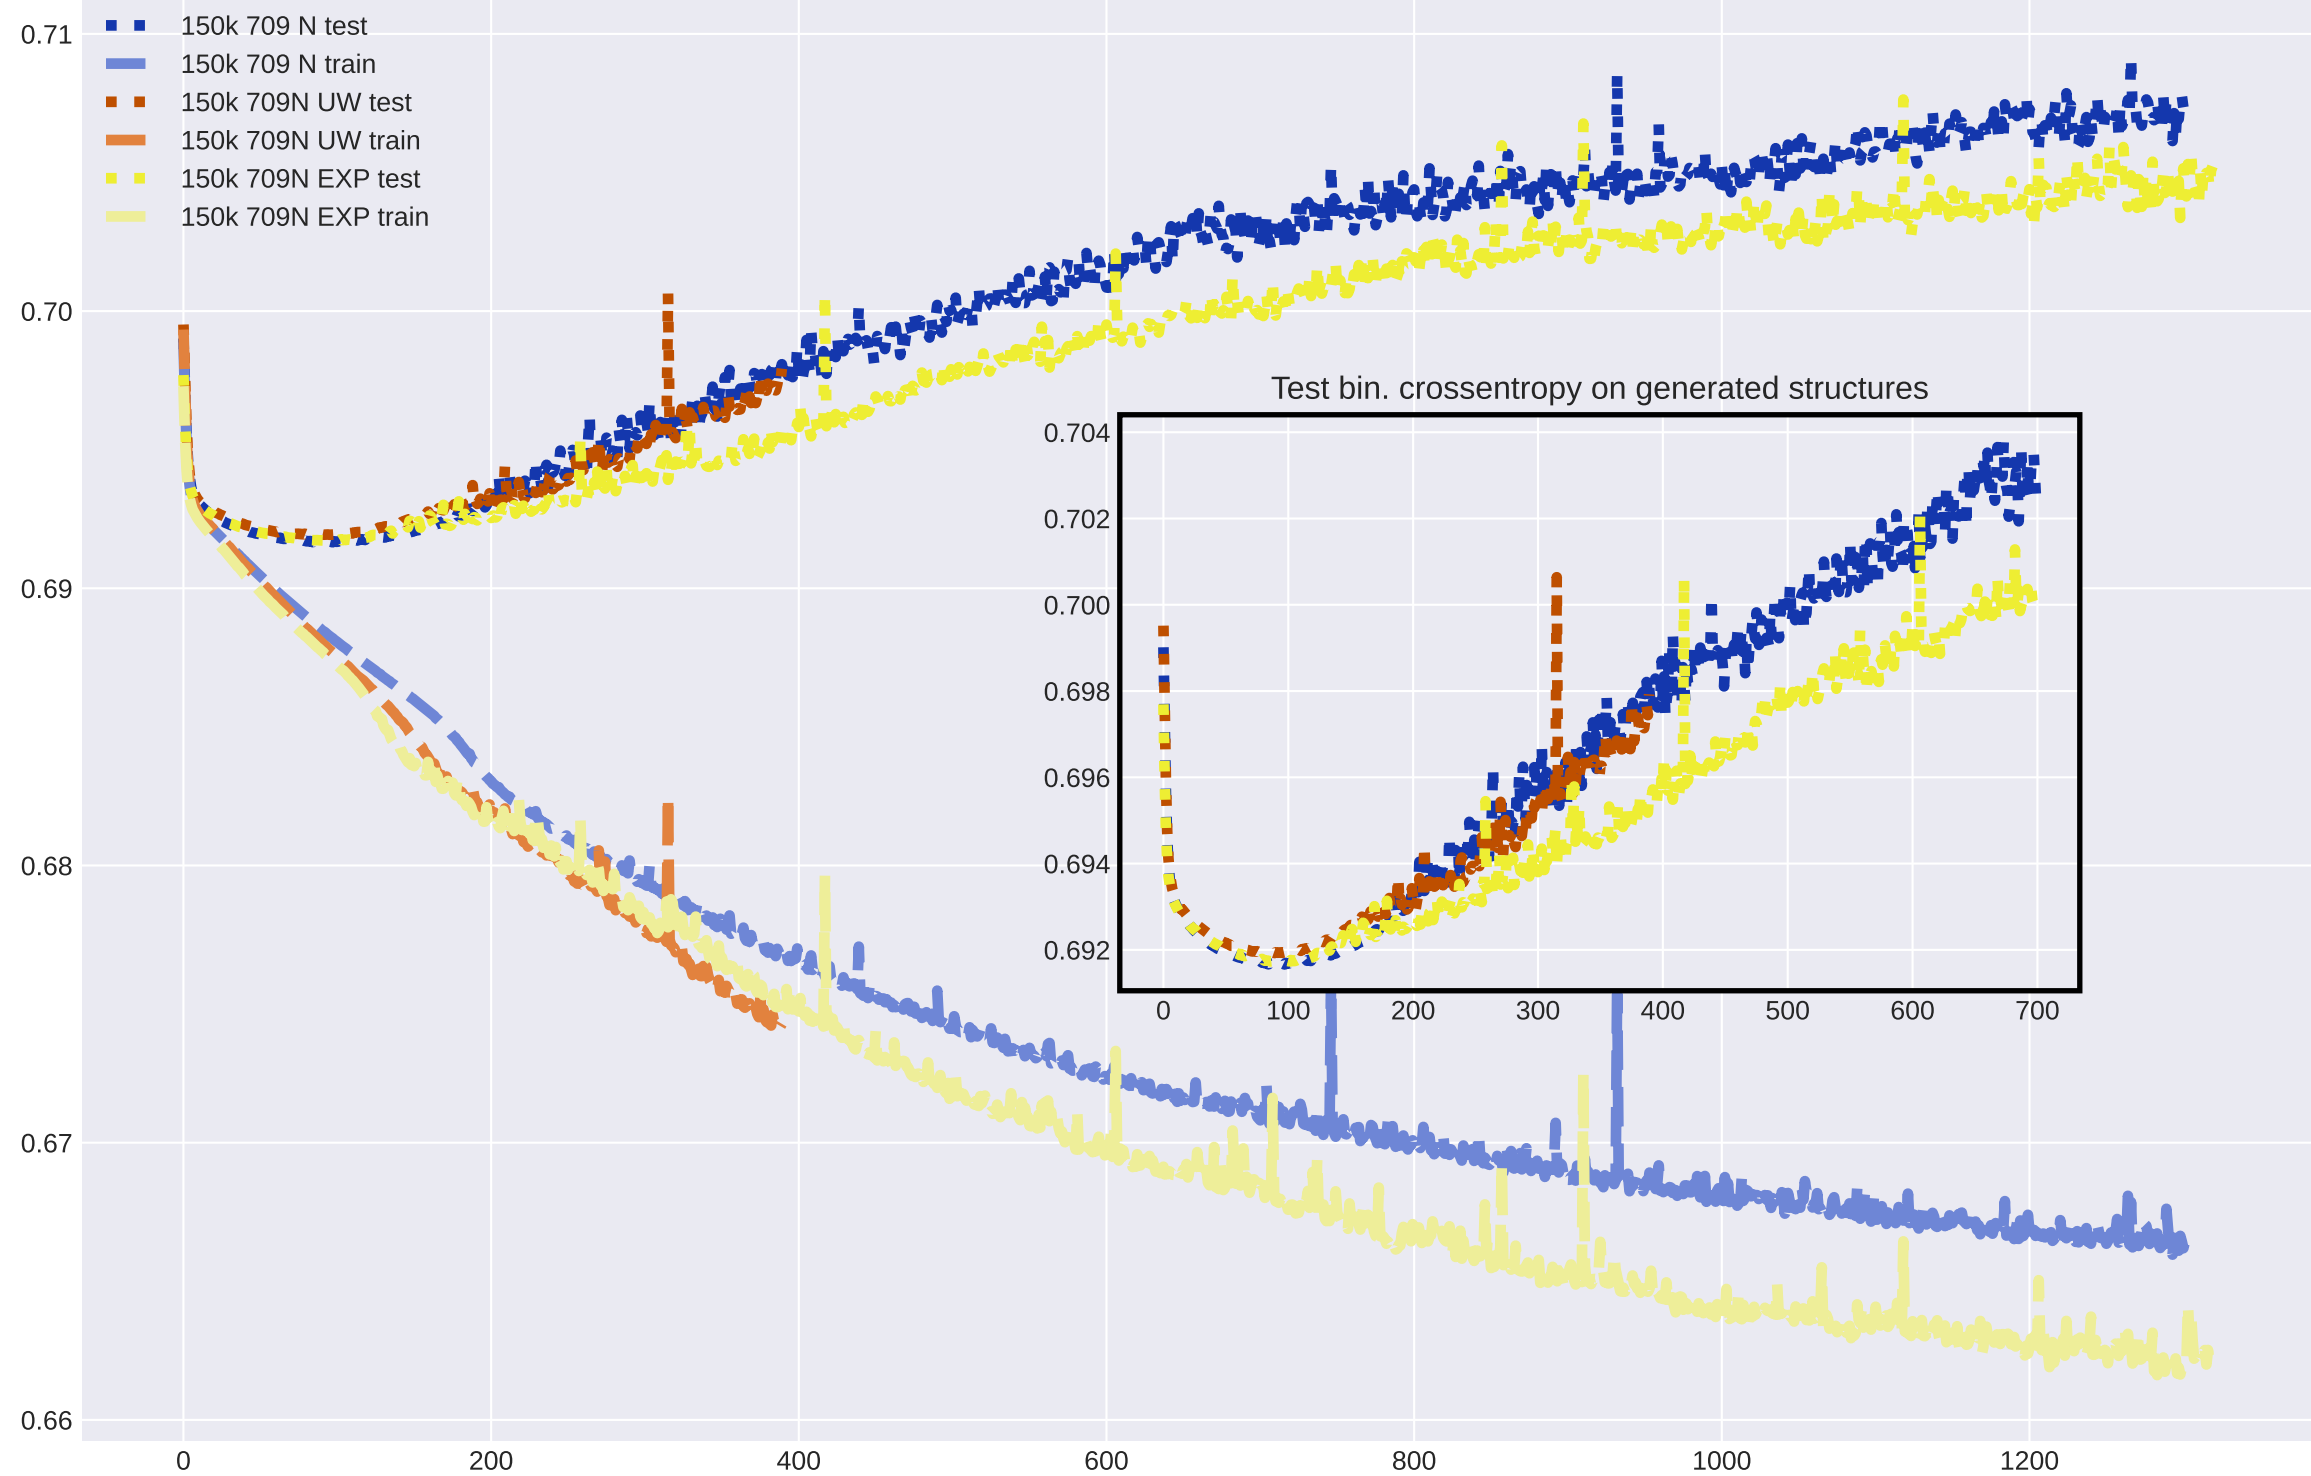 0.71
150k 709 N test
150k 709 N train
150k 709N UW test
150k 709N UW train
150k 709N EXP test
150k 709N EXP train
0.70
0.69
0.68
0.67
0.66
Test bin. crossentropy on generated structures
0.704
0.702
0.700
0.698
0.696
0.694
0.692
0 100 200 300 400 500 600 700
0 200 400 600 800 1000 1200